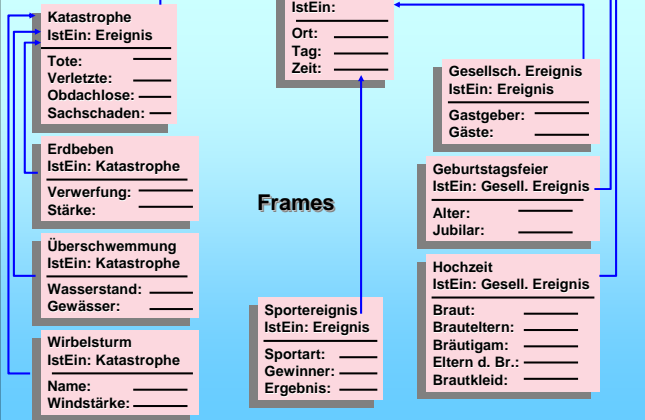 Katastrophe
IstEin: Ereignis
Tote:
Verletzte:
Obdachlose:
Sachschaden:
Erdbeben
IstEin: Katastrophe
Verwerfung:
Stärke:
Überschwemmung
IstEin: Katastrophe
Wasserstand:
Gewässer:
Wirbelsturm
IstEin: Katastrophe
Name:
Windstärke:
IstEin:
Ort:
Tag:
Zeit:
Frames
Sportereignis
IstEin: Ereignis
Sportart:
Gewinner:
Ergebnis:
Gesellsch. Ereignis
IstEin: Ereignis
Gastgeber:
Gäste:
Geburtstagsfeier
IstEin: Gesell. Ereignis
Alter:
Jubilar:
Hochzeit
IstEin: Gesell. Ereignis
Braut:
Brauteltern:
Bräutigam:
Eltern d. Br.:
Brautkleid: